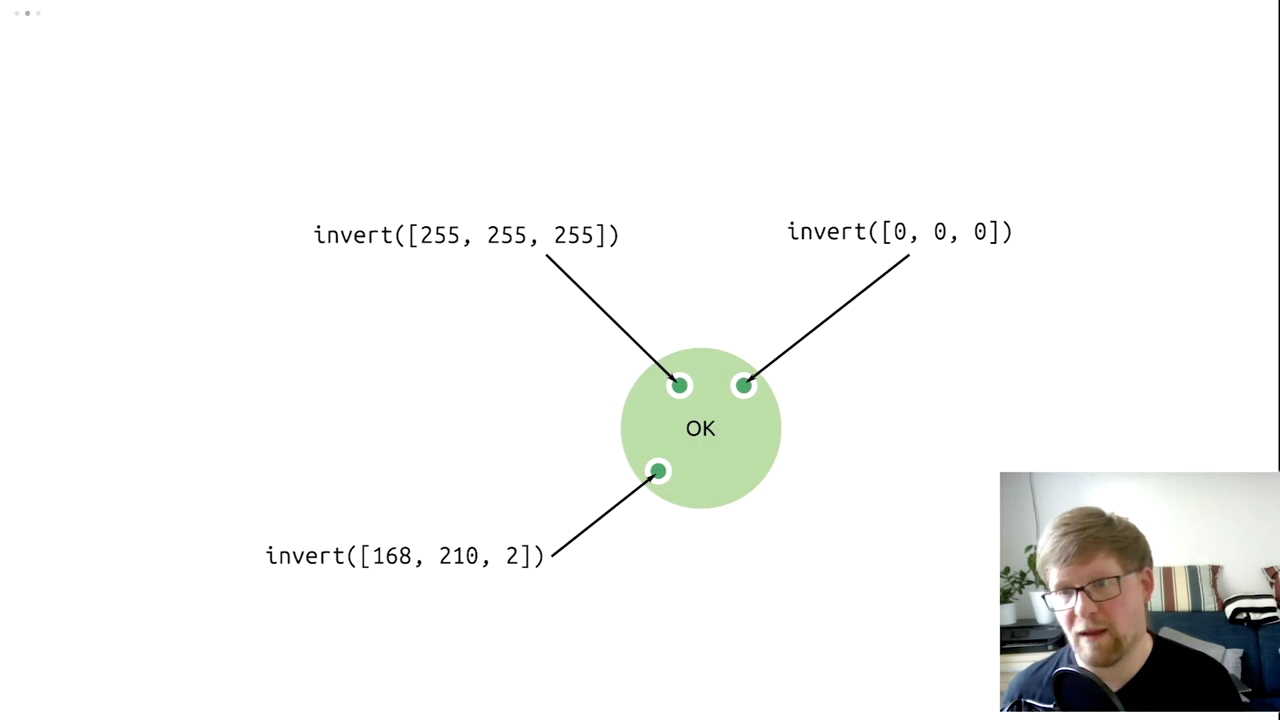 invert([255, 255, 255])
invert([0, 0, 0])
OK
invert([168, 210, 2])